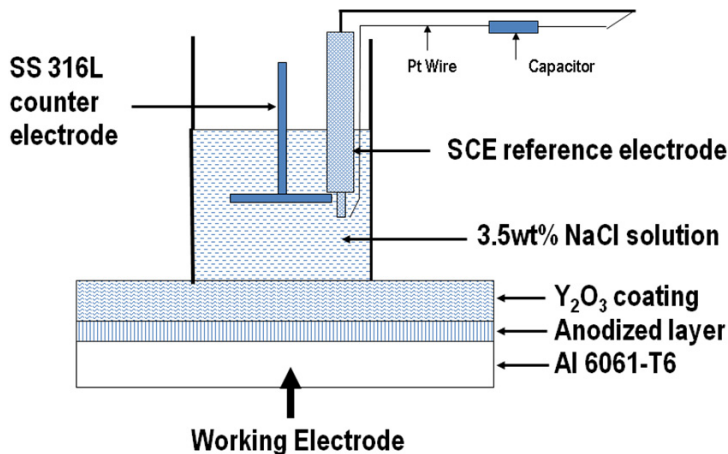 SS 316L
counter
electrode
Pt Wire
Capacitor
SCE reference electrode
3.5wt% NaCl solution
Y₂O₃ coating
Anodized layer
Al 6061-T6
Working Electrode